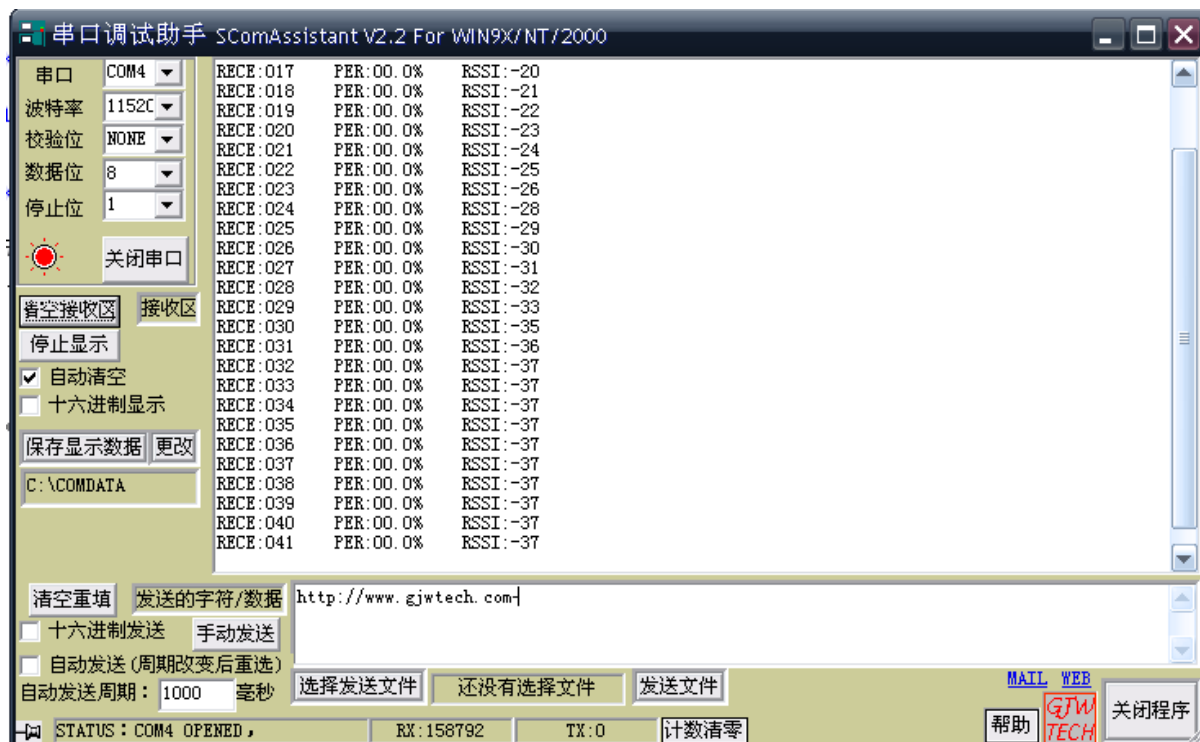 串口调试助手 SComAssistant V2.2 For WIN9X/NT/2000
串口 COM4
波特率 11520
校验位 NONE
数据位 8
停止位 1
关闭串口
清空接收区 接收区
停止显示
自动清空
十六进制显示
保存显示数据 更改
C:\COMDATA
RECE:017 PER:00.0% RSSI:-20
RECE:018 PER:00.0% RSSI:-21
RECE:019 PER:00.0% RSSI:-22
RECE:020 PER:00.0% RSSI:-23
RECE:021 PER:00.0% RSSI:-24
RECE:022 PER:00.0% RSSI:-25
RECE:023 PER:00.0% RSSI:-26
RECE:024 PER:00.0% RSSI:-28
RECE:025 PER:00.0% RSSI:-29
RECE:026 PER:00.0% RSSI:-30
RECE:027 PER:00.0% RSSI:-31
RECE:028 PER:00.0% RSSI:-32
RECE:029 PER:00.0% RSSI:-33
RECE:030 PER:00.0% RSSI:-35
RECE:031 PER:00.0% RSSI:-36
RECE:032 PER:00.0% RSSI:-37
RECE:033 PER:00.0% RSSI:-37
RECE:034 PER:00.0% RSSI:-37
RECE:035 PER:00.0% RSSI:-37
RECE:036 PER:00.0% RSSI:-37
RECE:037 PER:00.0% RSSI:-37
RECE:038 PER:00.0% RSSI:-37
RECE:039 PER:00.0% RSSI:-37
RECE:040 PER:00.0% RSSI:-37
RECE:041 PER:00.0% RSSI:-37
清空重填 发送的字符/数据 http://www.gjwtech.com-
十六进制发送 手动发送
自动发送(周期改变后重选)
自动发送周期: 1000 毫秒 选择发送文件 还没有选择文件 发送文件
MAIL WEB
STATUS:COM4 OPENED, RX:158792 TX:0 计数清零 帮助 GJW TECH 关闭程序